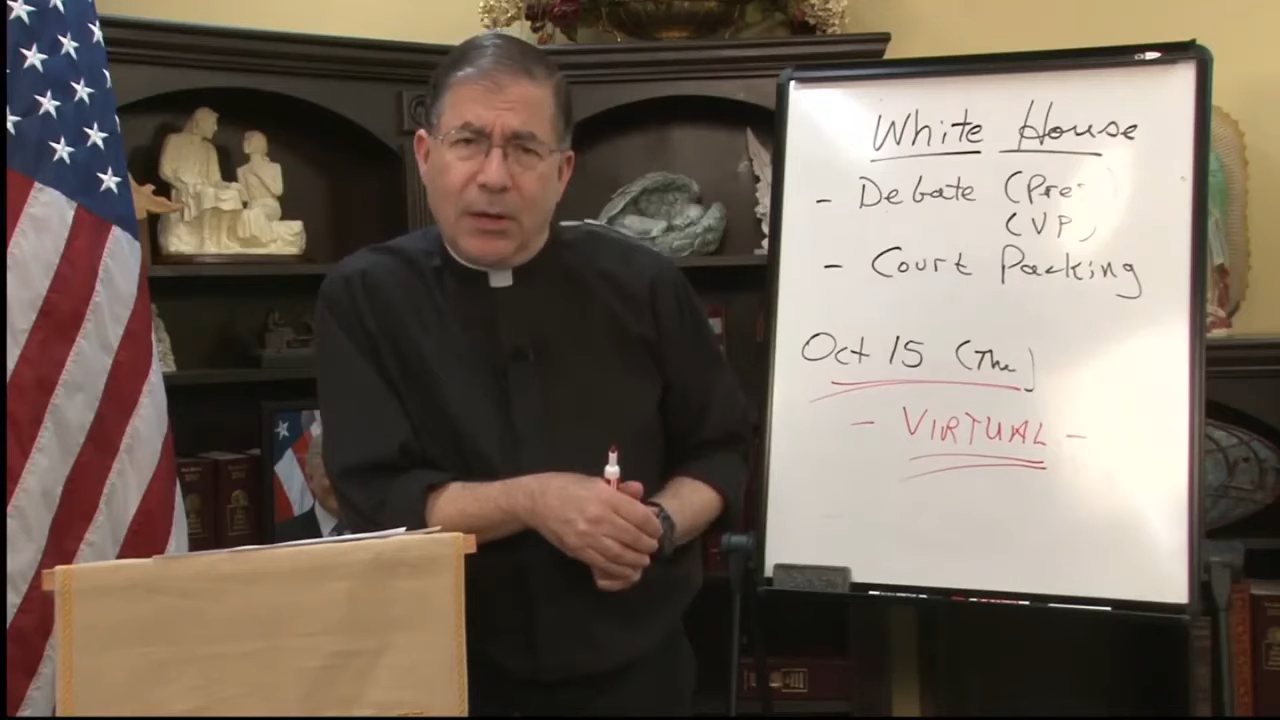 White House
- Debate (Pre-
(VP)
- Court Packing
Oct 15 (Thu)
- VIRTUAL -